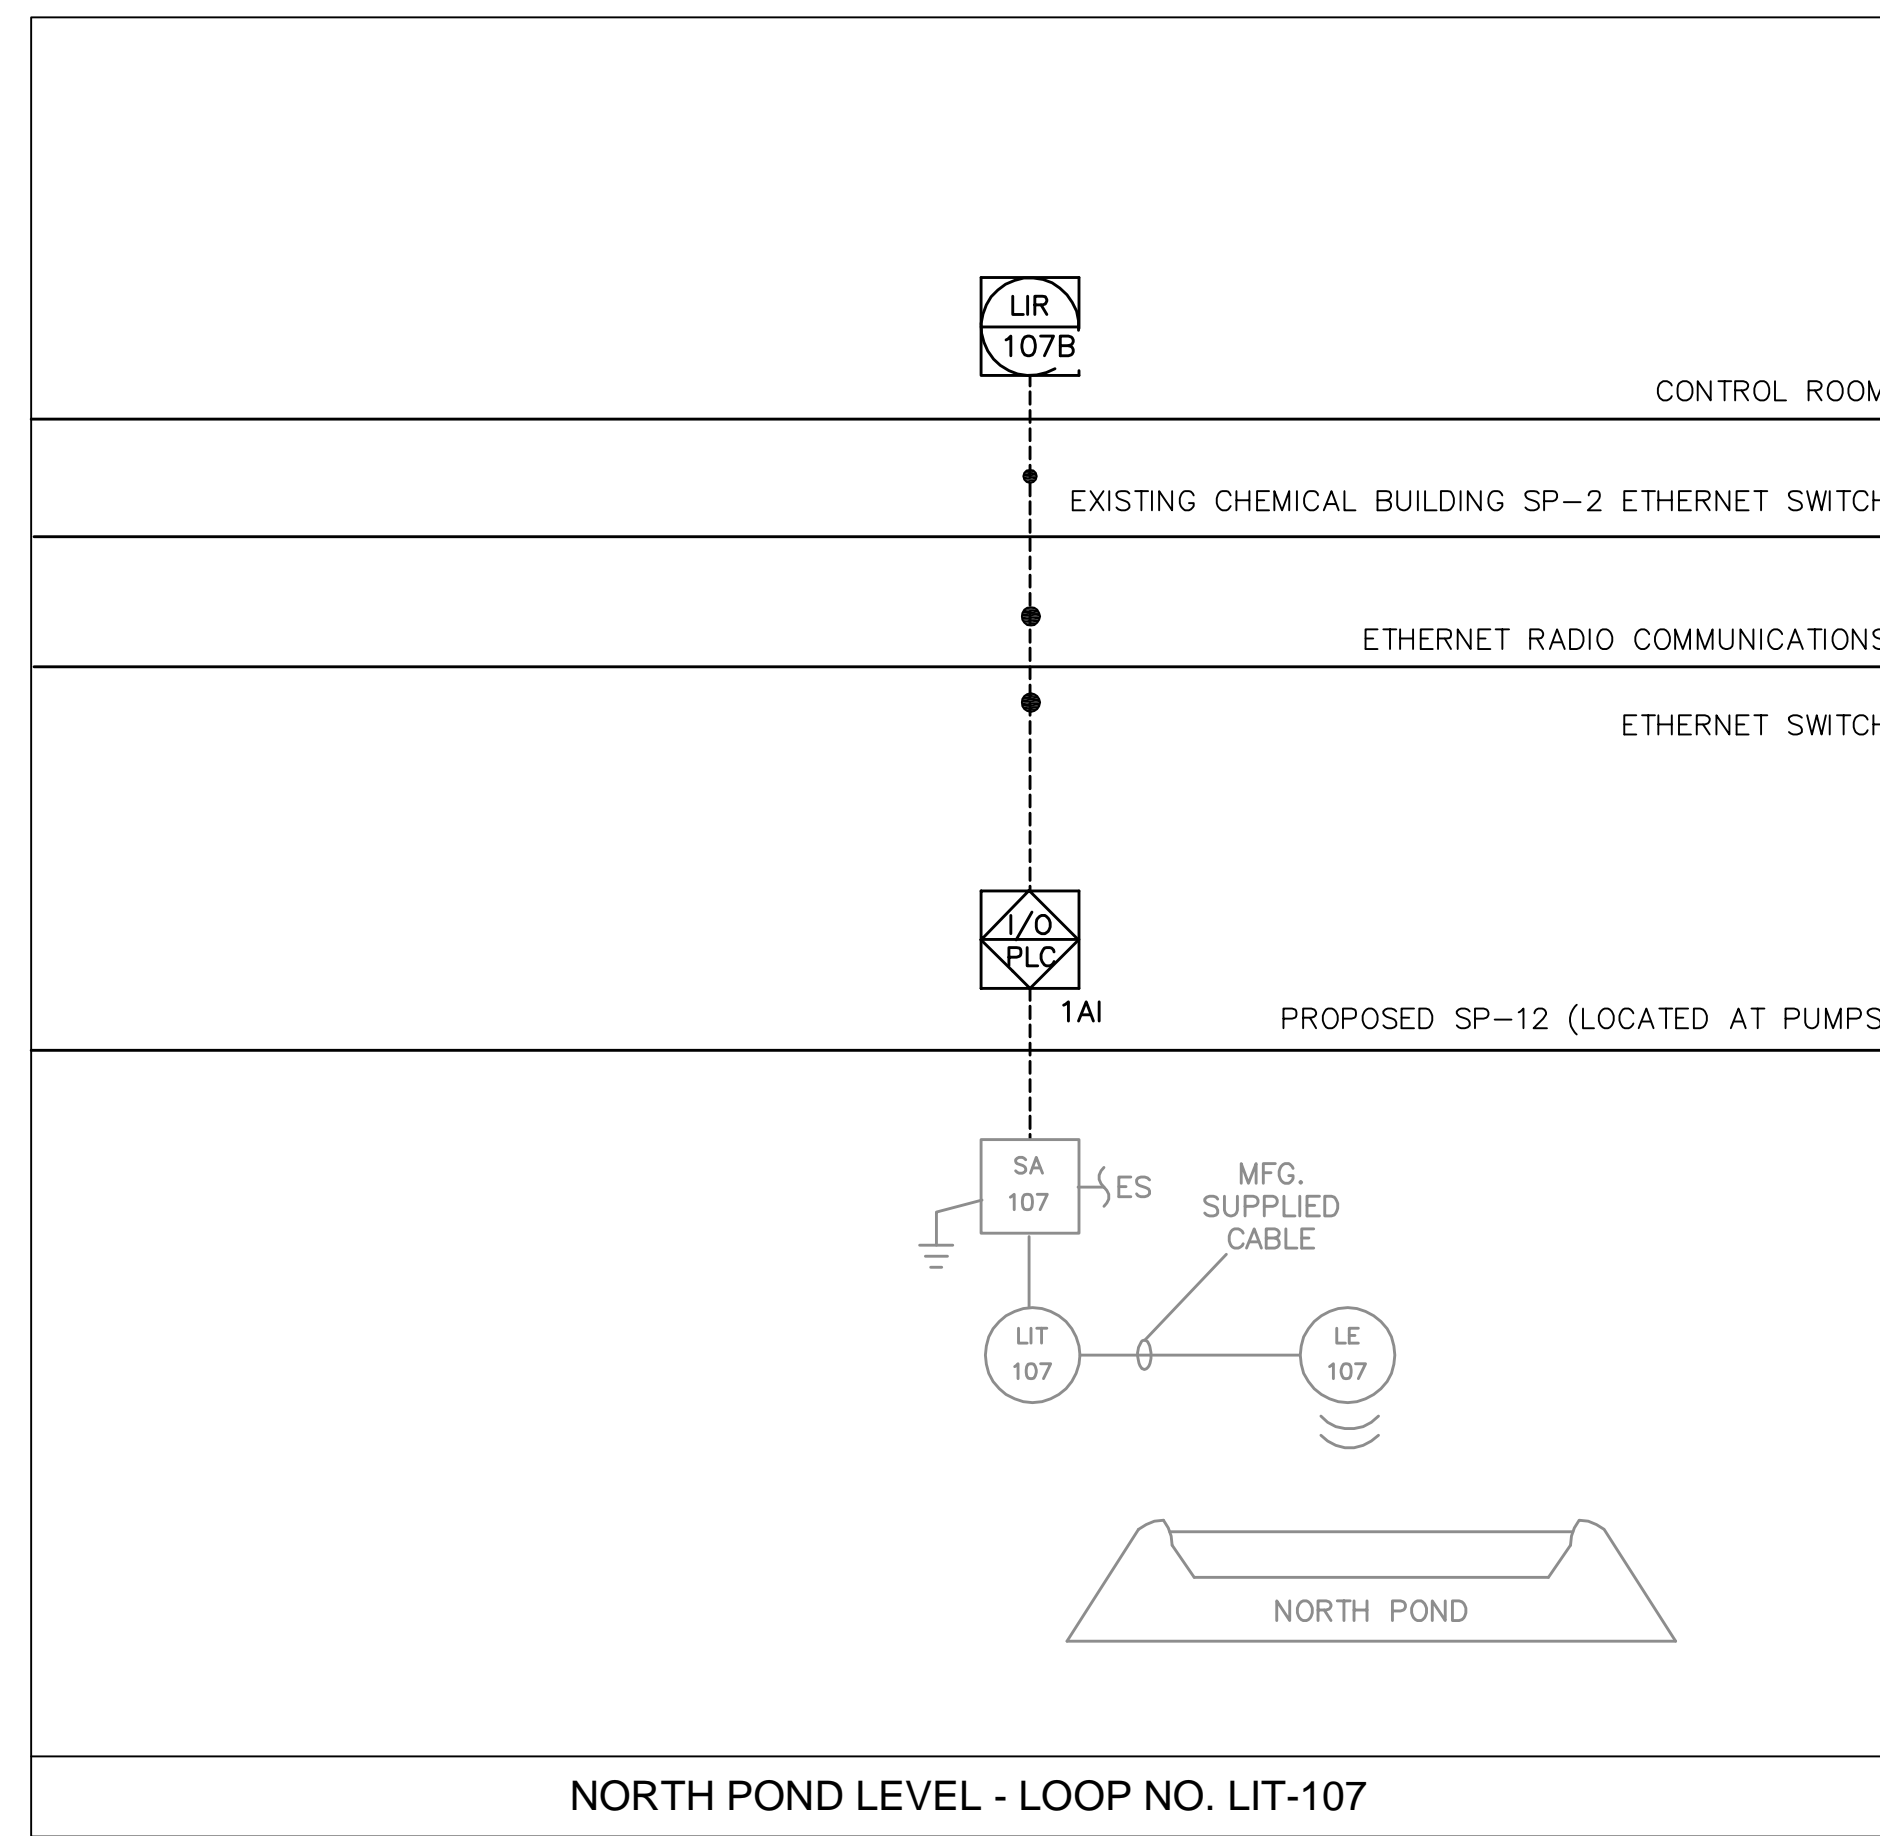 LIR
107B
CONTROL ROOM
EXISTING CHEMICAL BUILDING SP-2 ETHERNET SWITCH
ETHERNET RADIO COMMUNICATIONS
ETHERNET SWITCH
I/O
PLC
1AI
PROPOSED SP-12 (LOCATED AT PUMPS
SA
107
ES
MFG.
SUPPLIED
CABLE
LIT
107
LE
107
NORTH POND
NORTH POND LEVEL - LOOP NO. LIT-107